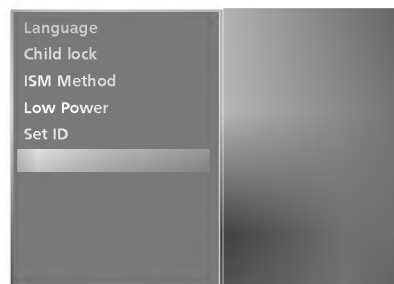 Language
Child lock
ISM Method
Low Power
Set ID